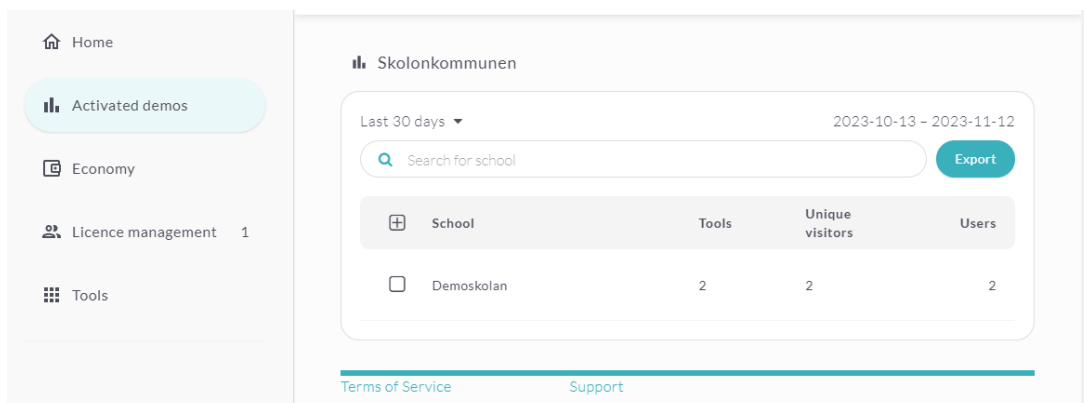 Home
Activated demos
Economy
Licence management 1
Tools
Skolonkommunen
Last 30 days 2023-10-13 – 2023-11-12
Search for school Export
School Tools Unique visitors Users
Demoskolan 2 2 2
Terms of Service Support